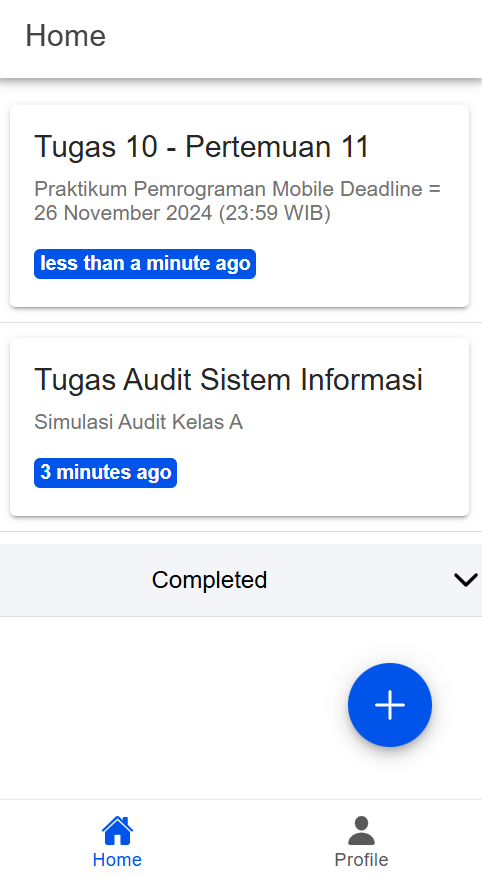 Home
Tugas 10 - Pertemuan 11
Praktikum Pemrograman Mobile Deadline =
26 November 2024 (23:59 WIB)
less than a minute ago
Tugas Audit Sistem Informasi
Simulasi Audit Kelas A
3 minutes ago
Completed
Home
Profile